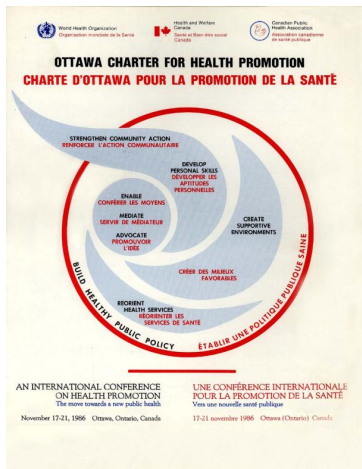 World Health Organization
Organisation mondiale de la Santé
Health and Welfare
Canada
Santé et Bien-être social
Canada
Canadian Public
Health Association
Association canadienne
de santé publique
OTTAWA CHARTER FOR HEALTH PROMOTION
CHARTE D'OTTAWA POUR LA PROMOTION DE LA SANTÉ
STRENGTHEN COMMUNITY ACTION
RENFORCER L'ACTION COMMUNAUTAIRE
DEVELOP
PERSONAL SKILLS
DÉVELOPPER LES
APTITUDES
PERSONNELLES
ENABLE
CONFÉRER LES MOYENS
MEDIATE
SERVIR DE MÉDIATEUR
ADVOCATE
PROMOUVOIR
L'IDÉE
CREATE
SUPPORTIVE
ENVIRONMENTS
CRÉER DES MILIEUX
FAVORABLES
REORIENT
HEALTH SERVICES
RÉORIENTER LES
SERVICES DE SANTÉ
BUILD HEALTHY PUBLIC POLICY
ÉTABLIR UNE POLITIQUE PUBLIQUE SAINE
AN INTERNATIONAL CONFERENCE
ON HEALTH PROMOTION
The move towards a new public health
November 17-21, 1986 Ottawa, Ontario, Canada
UNE CONFÉRENCE INTERNATIONALE
POUR LA PROMOTION DE LA SANTÉ
Vers une nouvelle santé publique
17-21 novembre 1986 Ottawa (Ontario) Canada